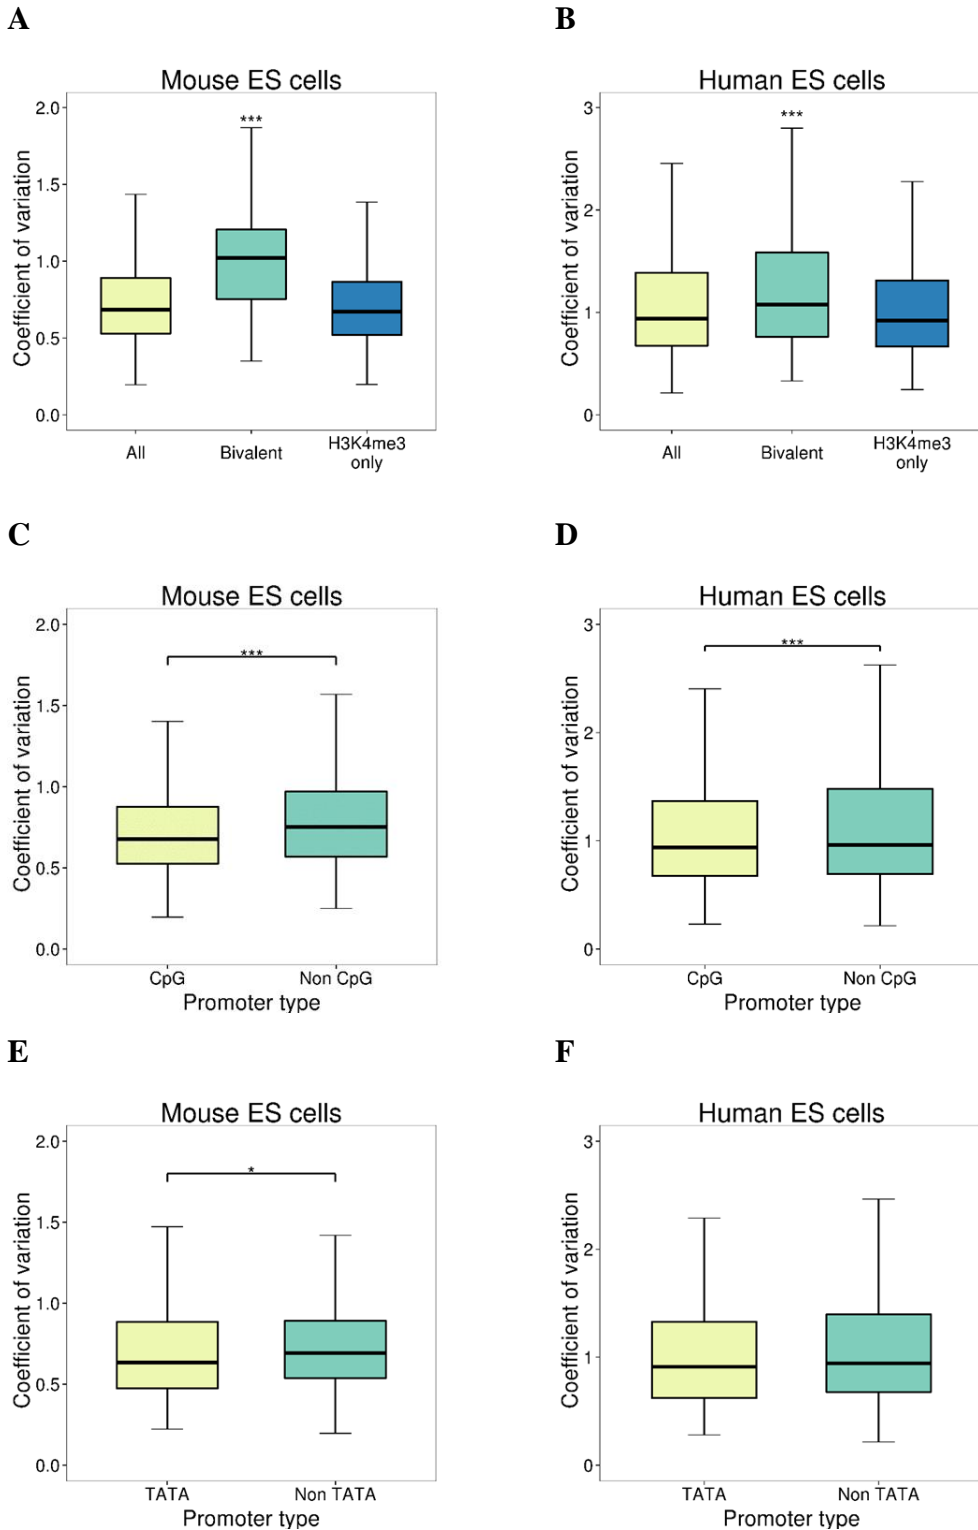 A
Mouse ES cells
Coefficient of variation
2.0
1.5
1.0
0.5
0.0
***
All
Bivalent
H3K4me3
only
B
Human ES cells
Coefficient of variation
3
2
1
0
***
All
Bivalent
H3K4me3
only
C
Mouse ES cells
Coefficient of variation
2.0
1.5
1.0
0.5
0.0
***
CpG
Non CpG
Promoter type
D
Human ES cells
Coefficient of variation
3
2
1
0
***
CpG
Non CpG
Promoter type
E
Mouse ES cells
Coefficient of variation
2.0
1.5
1.0
0.5
0.0
*
TATA
Non TATA
Promoter type
F
Human ES cells
Coefficient of variation
3
2
1
0
TATA
Non TATA
Promoter type